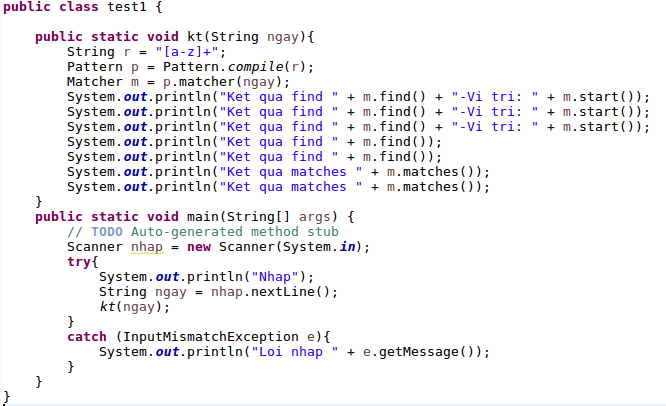 public class test1 {
    public static void kt(String ngay){
        String r = "[a-z]+";
        Pattern p = Pattern.compile(r);
        Matcher m = p.matcher(ngay);
        System.out.println("Ket qua find " + m.find() + "-Vi tri: " + m.start());
        System.out.println("Ket qua find " + m.find() + "-Vi tri: " + m.start());
        System.out.println("Ket qua find " + m.find() + "-Vi tri: " + m.start());
        System.out.println("Ket qua find " + m.find());
        System.out.println("Ket qua find " + m.find());
        System.out.println("Ket qua matches " + m.matches());
        System.out.println("Ket qua matches " + m.matches());
    }
    public static void main(String[] args) {
        // TODO Auto-generated method stub
        Scanner nhap = new Scanner(System.in);
        try{
            System.out.println("Nhap");
            String ngay = nhap.nextLine();
            kt(ngay);
        }
        catch (InputMismatchException e){
            System.out.println("Loi nhap " + e.getMessage());
        }
    }
}